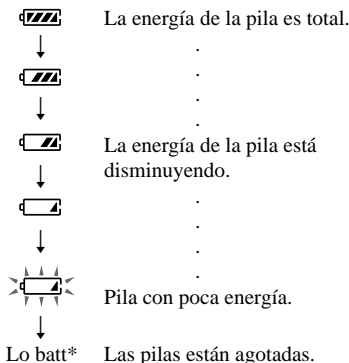 La energía de la pila es total.
.
.
.
.
La energía de la pila está
disminuyendo.
.
.
.
.
Pila con poca energía.
Lo batt* Las pilas están agotadas.